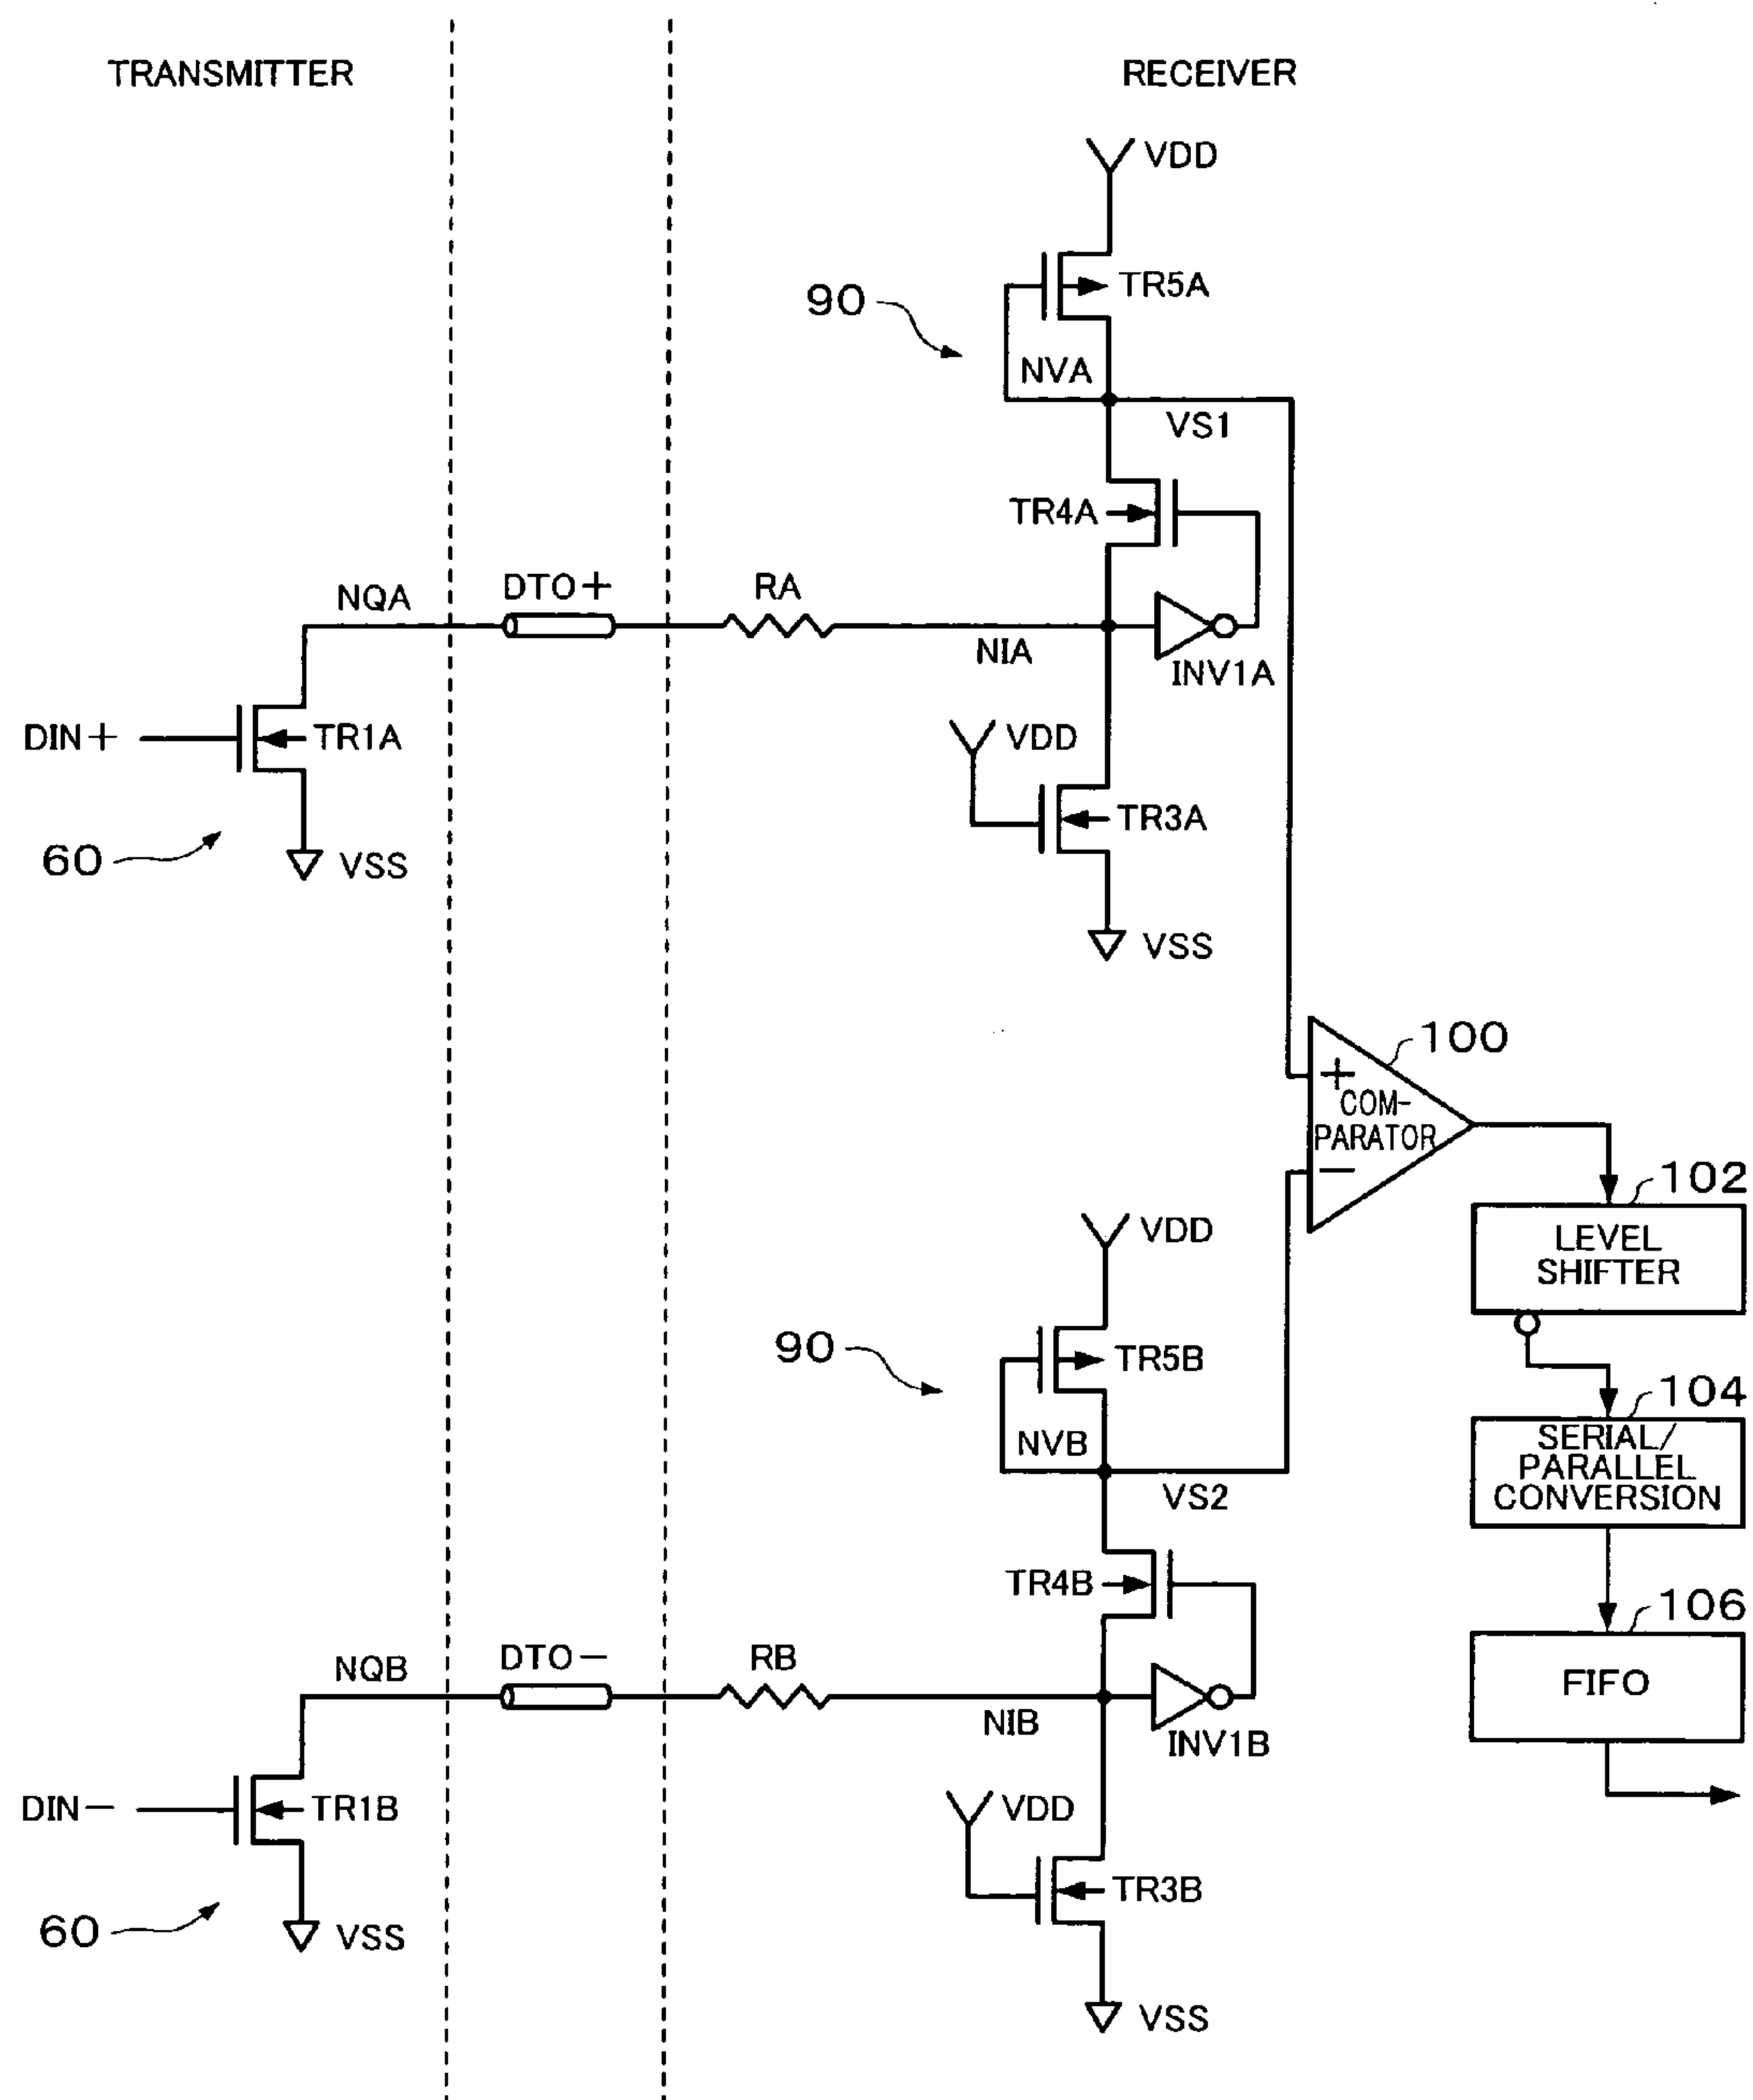 TRANSMITTER
RECEIVER
VDD
TR5A
90
NVA
VS1
TR4A
NQA
DTO+
RA
NIA
INV1A
DIN+
TR1A
VDD
TR3A
60
VSS
VSS
100
+
COM-
PARATOR
−
102
LEVEL
SHIFTER
VDD
TR5B
90
104
SERIAL/
PARALLEL
CONVERSION
NVB
VS2
TR4B
106
FIFO
NQB
DTO−
RB
NIB
INV1B
DIN−
TR1B
VDD
TR3B
60
VSS
VSS